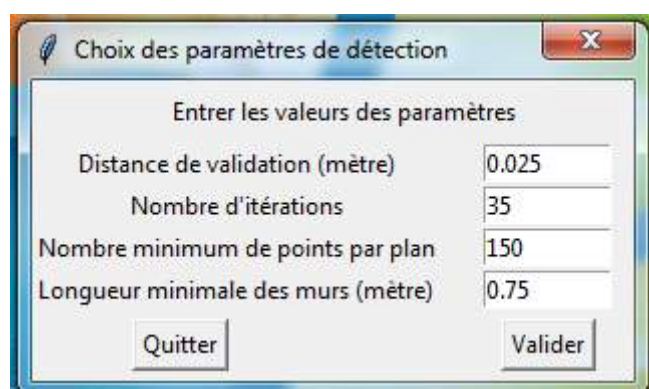 Choix des paramètres de détection
Entrer les valeurs des paramètres
Distance de validation (mètre) 0.025
Nombre d'itérations 35
Nombre minimum de points par plan 150
Longueur minimale des murs (mètre) 0.75
Quitter Valider